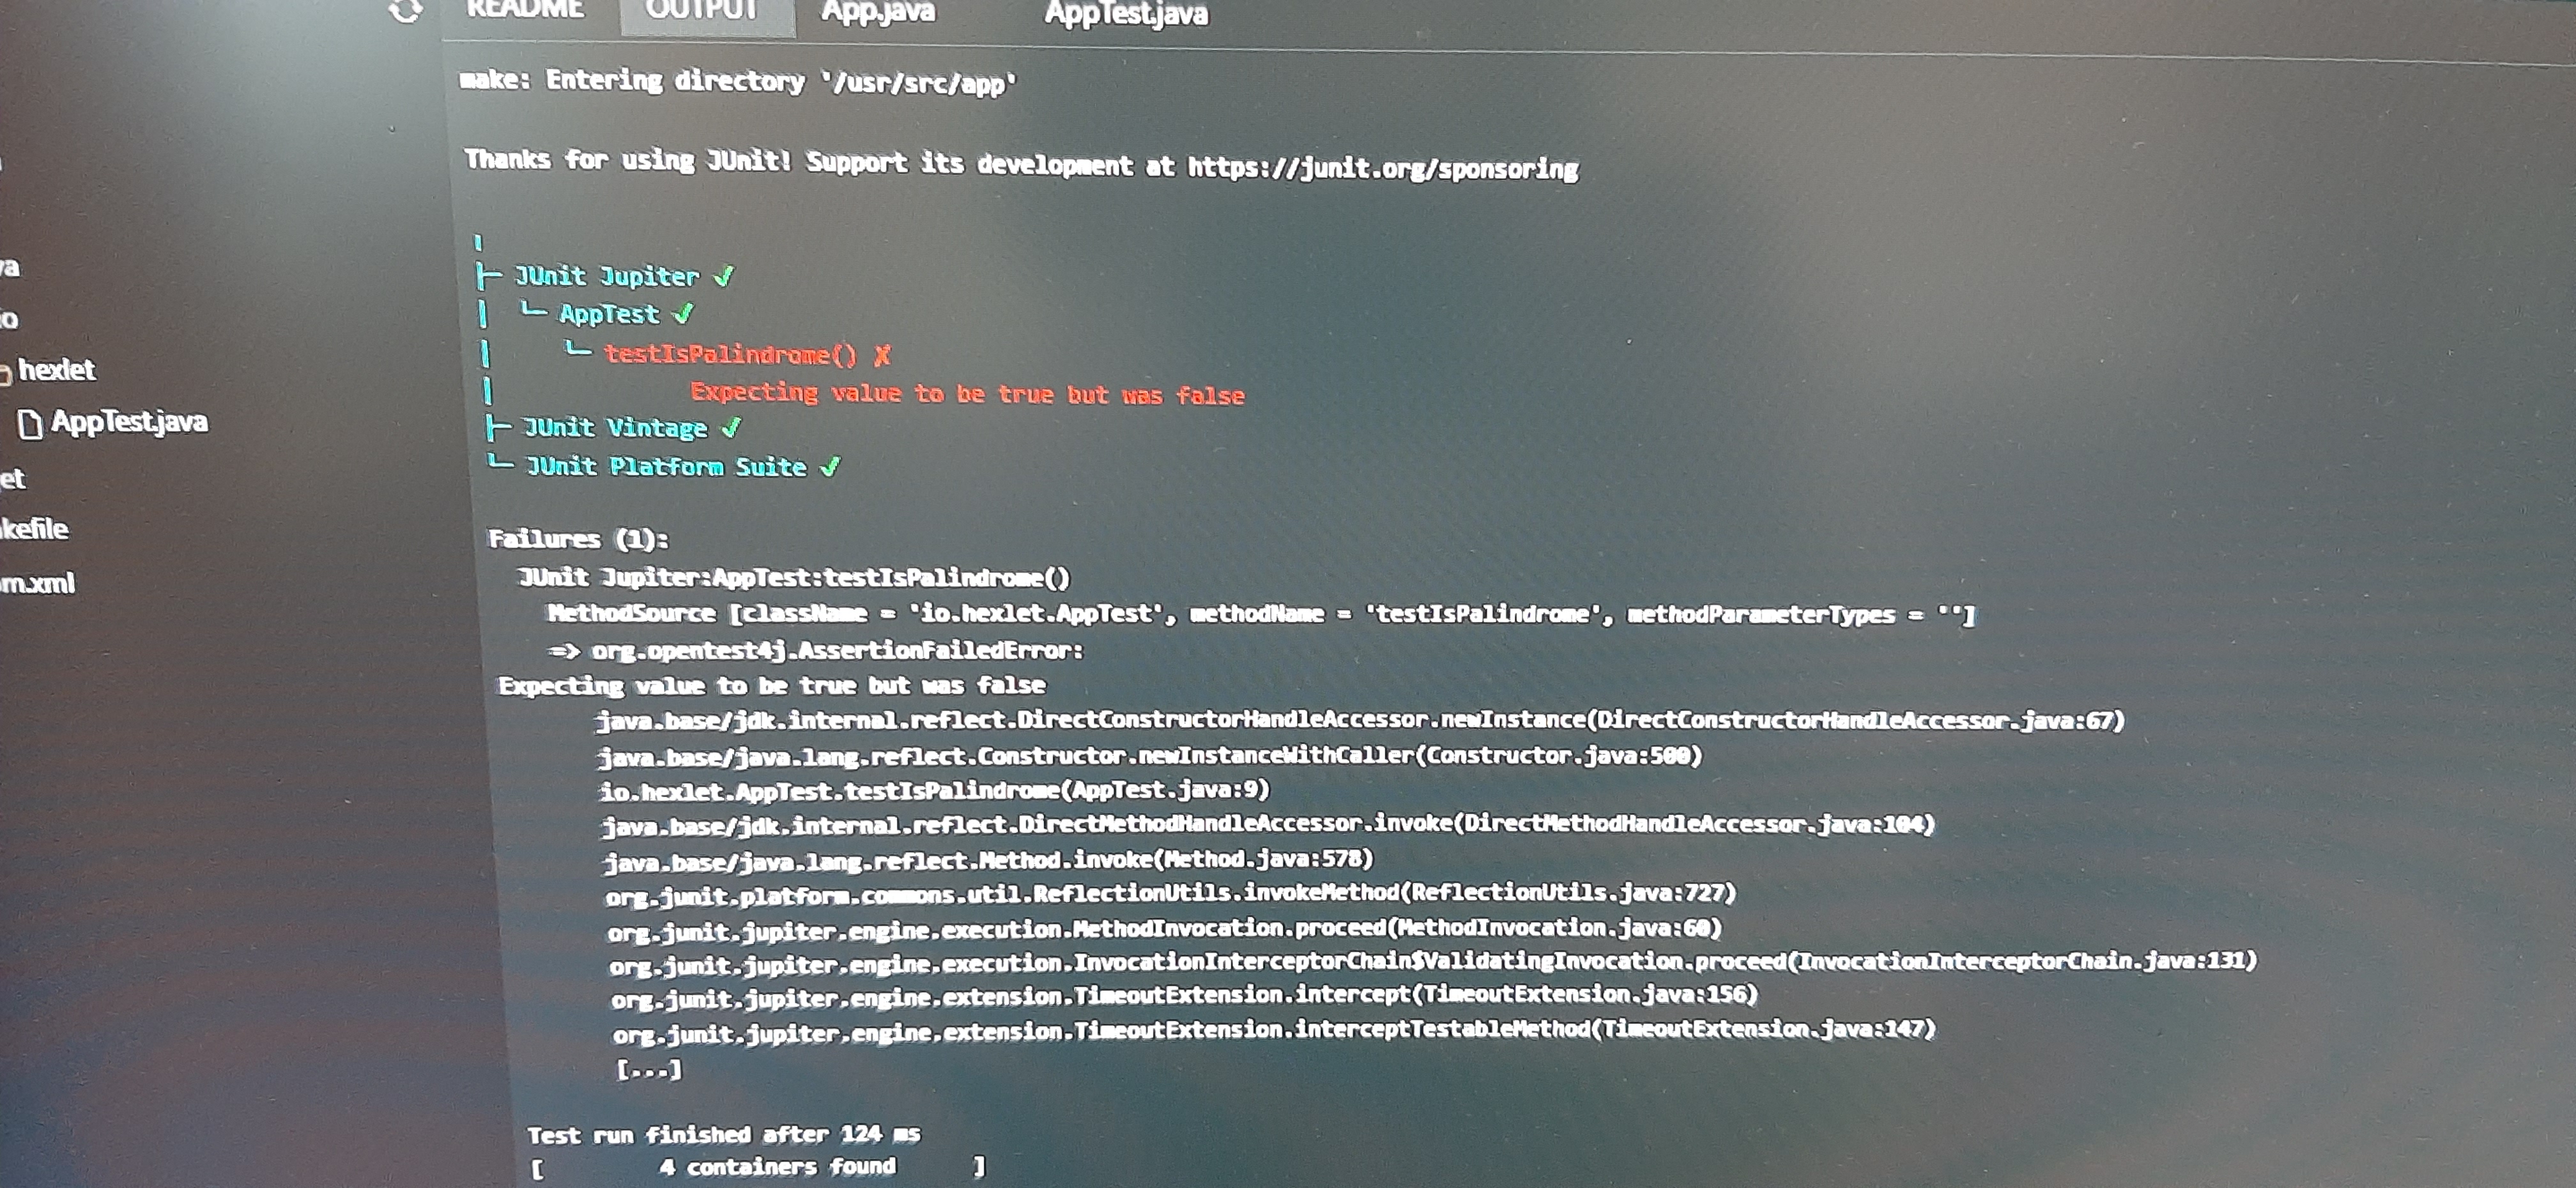 README OUTPUT App.java AppTest.java
make: Entering directory '/usr/src/app'
Thanks for using JUnit! Support its development at https://junit.org/sponsoring
├─ JUnit Jupiter ✓
│ └─ AppTest ✓
│ └─ testIsPalindrome() X
│ Expecting value to be true but was false
├─ JUnit Vintage ✓
└─ JUnit Platform Suite ✓
Failures (1):
JUnit Jupiter:AppTest:testIsPalindrome()
MethodSource [className = 'io.hexlet.AppTest', methodName = 'testIsPalindrome', methodParameterTypes = '']
=> org.opentest4j.AssertionFailedError:
Expecting value to be true but was false
java.base/jdk.internal.reflect.DirectConstructorHandleAccessor.newInstance(DirectConstructorHandleAccessor.java:67)
java.base/java.lang.reflect.Constructor.newInstanceWithCaller(Constructor.java:500)
io.hexlet.AppTest.testIsPalindrome(AppTest.java:9)
java.base/jdk.internal.reflect.DirectMethodHandleAccessor.invoke(DirectMethodHandleAccessor.java:104)
java.base/java.lang.reflect.Method.invoke(Method.java:578)
org.junit.platform.commons.util.ReflectionUtils.invokeMethod(ReflectionUtils.java:727)
org.junit.jupiter.engine.execution.MethodInvocation.proceed(MethodInvocation.java:60)
org.junit.jupiter.engine.execution.InvocationInterceptorChain$ValidatingInvocation.proceed(InvocationInterceptorChain.java:131)
org.junit.jupiter.engine.extension.TimeoutExtension.intercept(TimeoutExtension.java:156)
org.junit.jupiter.engine.extension.TimeoutExtension.interceptTestableMethod(TimeoutExtension.java:147)
[...]
Test run finished after 124 ms
[ 4 containers found ]
va
io
hexlet
AppTest.java
et
kefile
m.xml